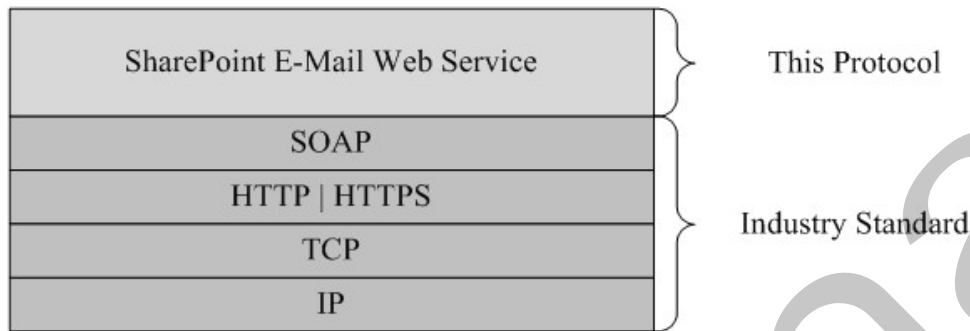 SharePoint E-Mail Web Service
This Protocol
SOAP
HTTP | HTTPS
TCP
Industry Standard
IP